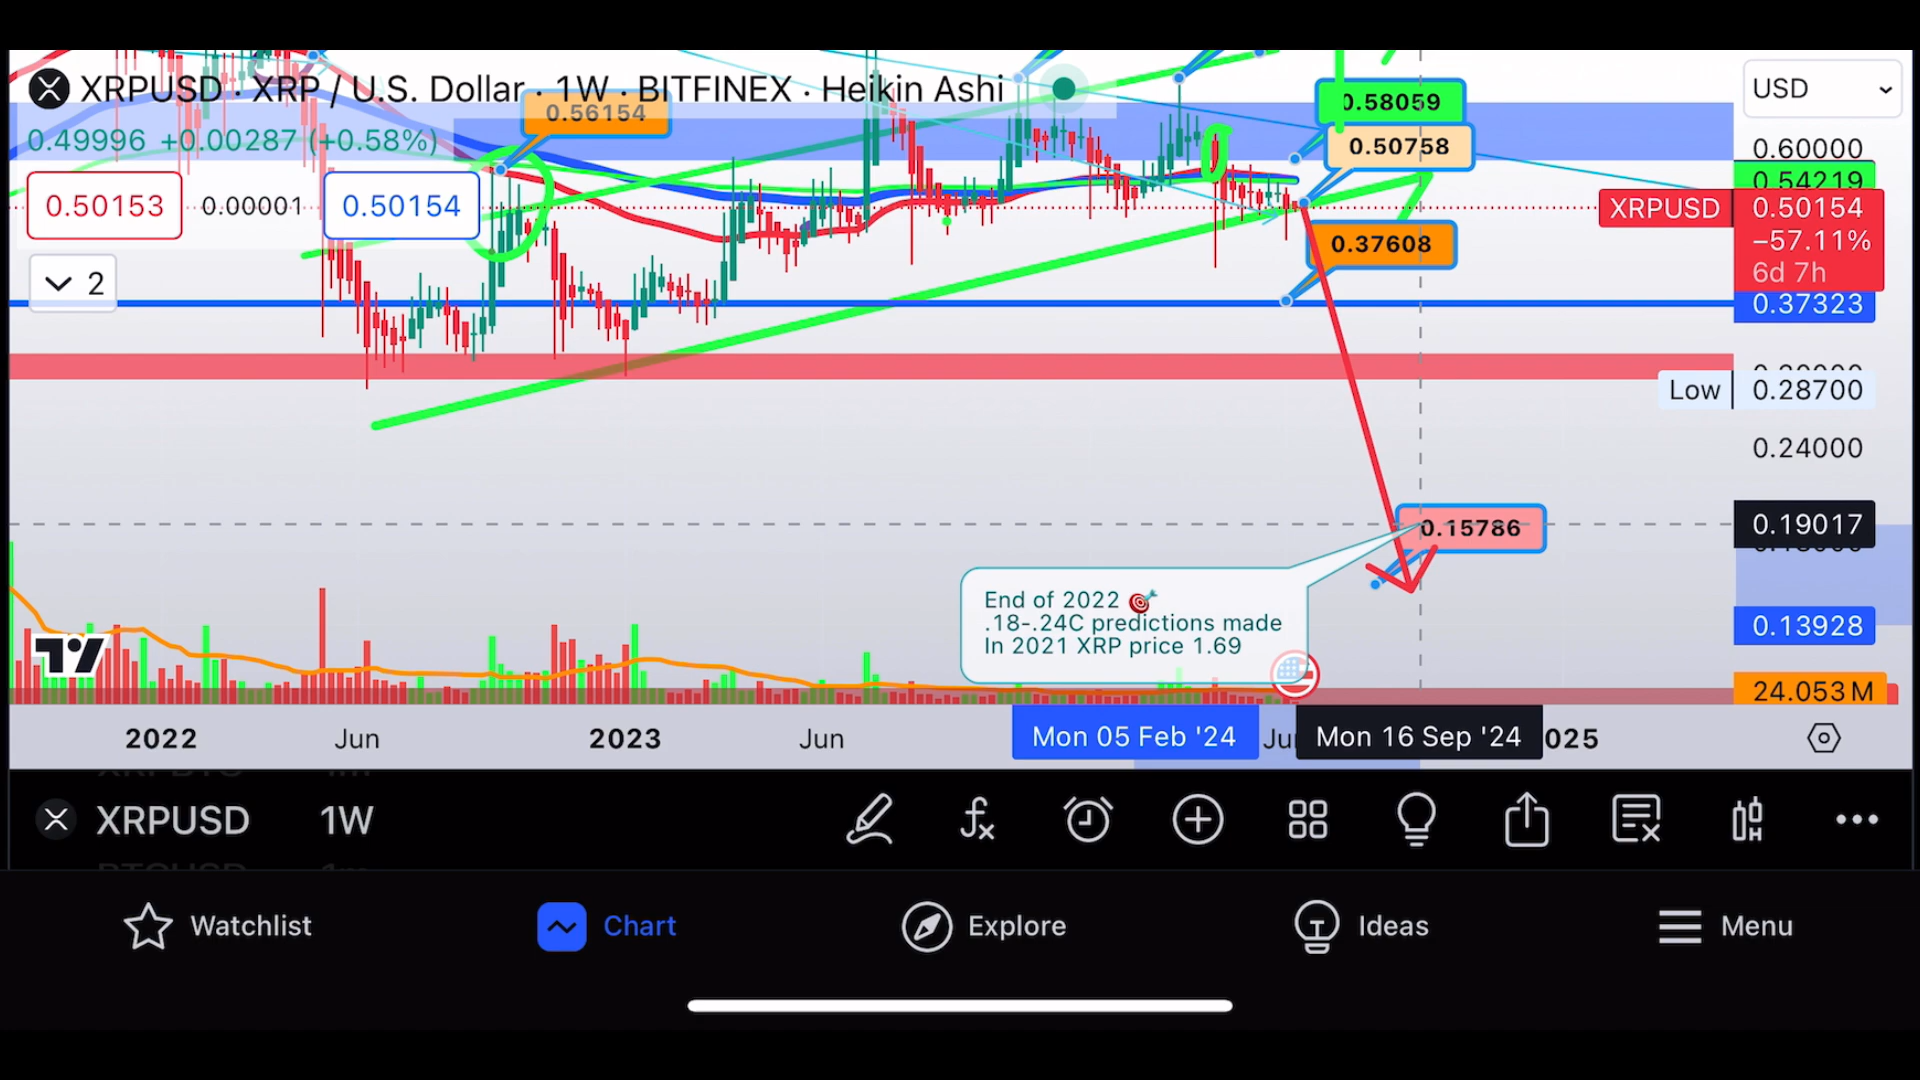 XRPUSD · XRP / U.S. Dollar · 1W · BITFINEX · Heikin Ashi
USD
0.56154
0.58059
0.49996 +0.00287 (+0.58%)
0.50758
0.60000
0.54219
0.50153
0.00001
0.50154
XRPUSD
0.50154
−57.11%
6d 7h
0.37608
2
0.37323
Low
0.28700
0.24000
0.19017
0.15786
End of 2022 🎯
.18-.24C predictions made
In 2021 XRP price 1.69
0.13928
24.053 M
2022
Jun
2023
Jun
Mon 05 Feb '24
Mon 16 Sep '24
XRPUSD
1W
Watchlist
Chart
Explore
Ideas
Menu